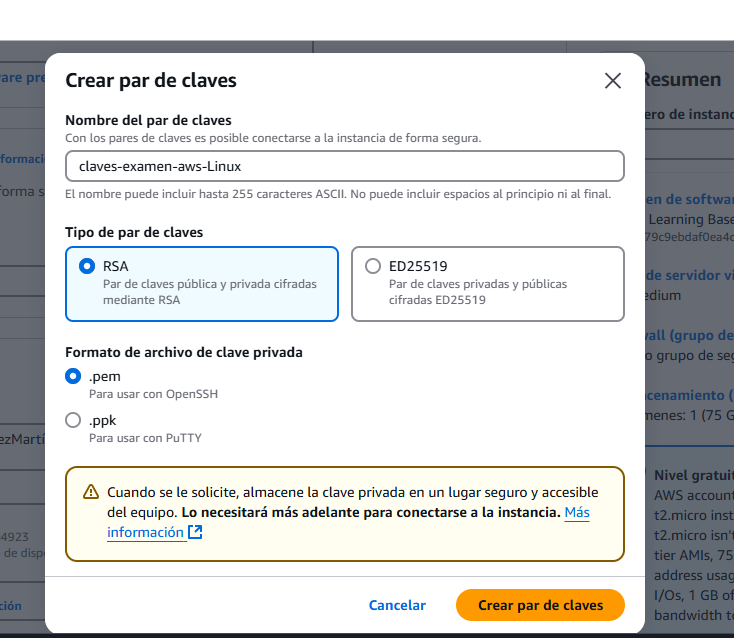 are pre
Crear par de claves
Resumen
Nombre del par de claves
ero de instanc
Con los pares de claves es posible conectarse a la instancia de forma segura.
claves-examen-aws-Linux
formaci
forma s
El nombre puede incluir hasta 255 caracteres ASCII. No puede incluir espacios al principio ni al final.
en de softwar
Learning Base
79c9ebdaf0ea4c
Tipo de par de claves
RSA
Par de claves pública y privada cifradas
mediante RSA
ED25519
Par de claves privadas y públicas
cifradas ED25519
de servidor vi
edium
wall (grupo de
o grupo de seg
Formato de archivo de clave privada
.pem
Para usar con OpenSSH
.ppk
Para usar con PuTTY
cenamiento (
menes: 1 (75 G
ezMartí
Cuando se le solicite, almacene la clave privada en un lugar seguro y accesible
del equipo. Lo necesitará más adelante para conectarse a la instancia. Más
información
4923
de disp
ción
Nivel gratuit
AWS account
t2.micro inst
t2.micro isn't
tier AMIs, 75
address usag
I/Os, 1 GB of
bandwidth to
Cancelar
Crear par de claves